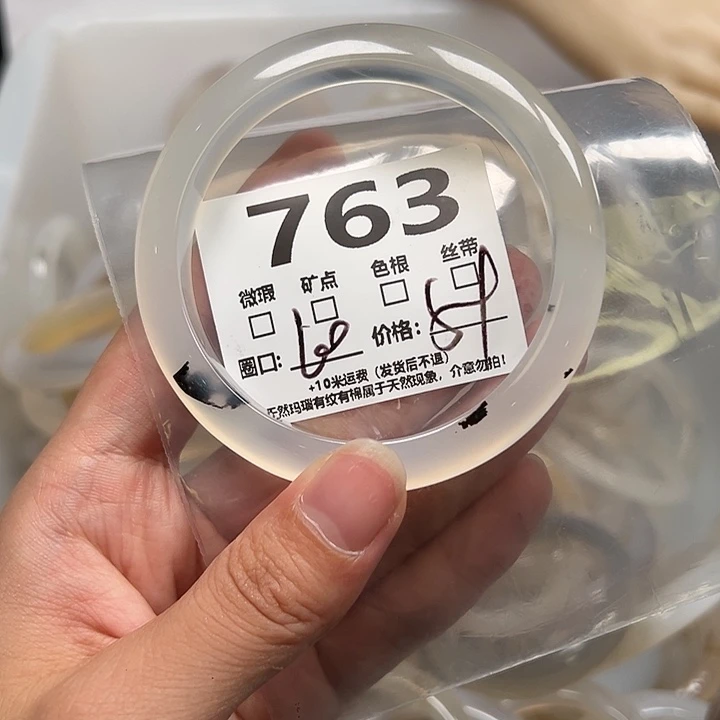 763
微瑕 矿点 色根 丝带
圈口: 价格:
+10米运费（发货后不退）
天然玛瑙有纹有棉属于天然现象，介意勿拍！